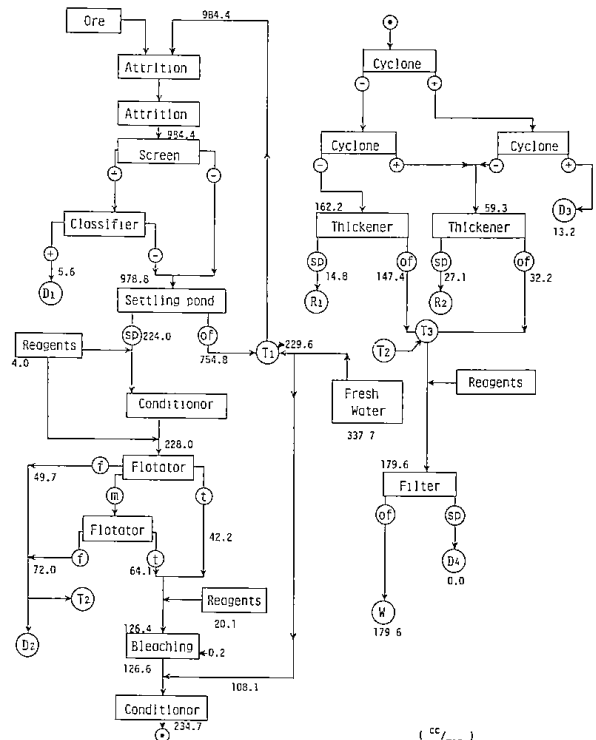 Ore
984.4
Attrition
Attrition
984.4
Screen
+
-
Classifier
+
-
5.6
D1
978.8
Settling pond
sp
224.0
of
754.8
T1
229.6
Reagents
4.0
Conditionor
228.0
Fresh
Water
337 7
Flotator
f
m
t
49.7
42.2
Flotator
f
t
72.0
64.1
T2
D2
Reagents
20.1
126.4
Bleaching
0.2
126.6
108.1
Conditionor
234.7
Cyclone
-
+
Cyclone
-
+
Cyclone
-
+
D3
13.2
162.2
Thickener
59.3
Thickener
sp
14.8
of
147.4
sp
27.1
of
32.2
R1
R2
T3
T2
Reagents
179.6
Filter
of
sp
D4
0.0
W
179 6